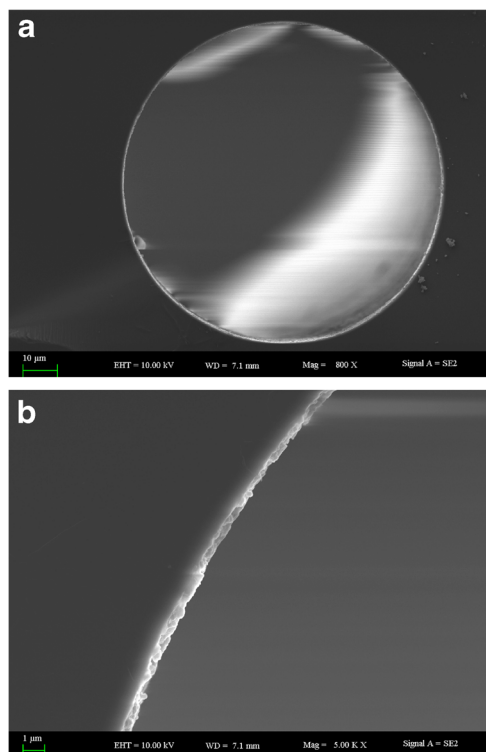 a
10 µm
EHT = 10.00 kV
WD = 7.1 mm
Mag = 800 X
Signal A = SE2
b
1 µm
EHT = 10.00 kV
WD = 7.1 mm
Mag = 5.00 K X
Signal A = SE2